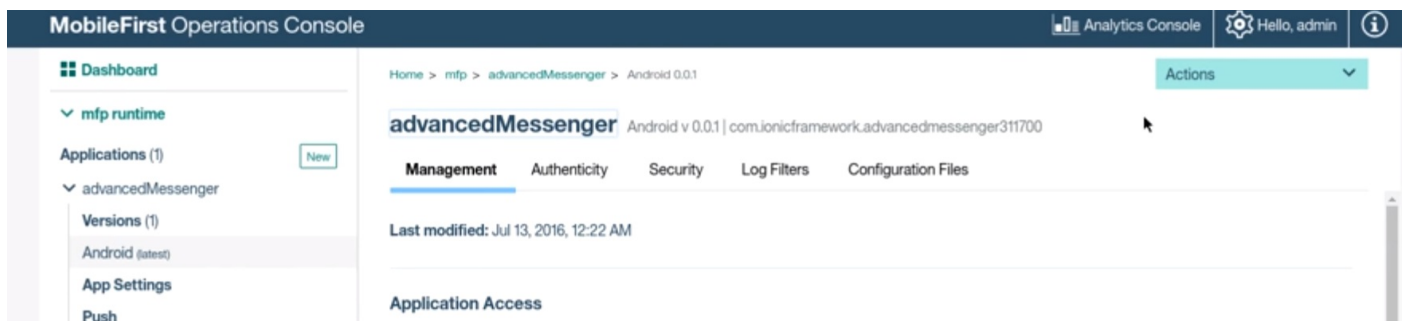 MobileFirst Operations Console
Analytics Console
Hello, admin
Dashboard
mfp runtime
Applications (1)
New
advancedMessenger
Versions (1)
Android (latest)
App Settings
Push
Home > mfp > advancedMessenger > Android 0.0.1
Actions
advancedMessenger Android v 0.0.1 | com.ionicframework.advancedmessenger311700
Management Authenticity Security Log Filters Configuration Files
Last modified: Jul 13, 2016, 12:22 AM
Application Access